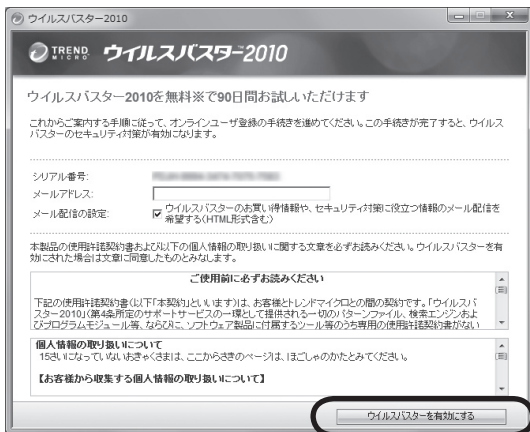 ウイルスバスター2010
TREND MICRO ウイルスバスター2010
ウイルスバスター2010を無料※で90日間お試しいただけます
これからご案内する手順に従って、オンラインユーザ登録の手続きを進めてください。この手続きが完了すると、ウイルス
バスターのセキュリティ対策が有効になります。
シリアル番号:
メールアドレス:
メール配信の設定:
ウイルスバスターのお買い得情報や、セキュリティ対策に役立つ情報のメール配信を
希望する(HTML形式含む)
本製品の使用許諾契約書および以下の個人情報の取り扱いに関する文章を必ずお読みください。ウイルスバスターを有
効にされた場合は文章に同意したものとみなします。
ご使用前に必ずお読みください
下記の使用許諾契約書(以下「本契約」といいます)は、お客様とトレンドマイクロとの間の契約です。「ウイルスバ
スター2010」(第4条所定のサポートサービスの一環として提供される一切のパターンファイル、検索エンジンおよ
びプログラムモジュール等、ならびに、ソフトウェア製品に付属するツール等のうち専用の使用許諾契約書がない
個人情報の取り扱いについて
15さいになっていないおきゃくさまは、ここからさきのページは、ほごしゃのかたとみてください。
【お客様から収集する個人情報の取り扱いについて】
ウイルスバスターを有効にする